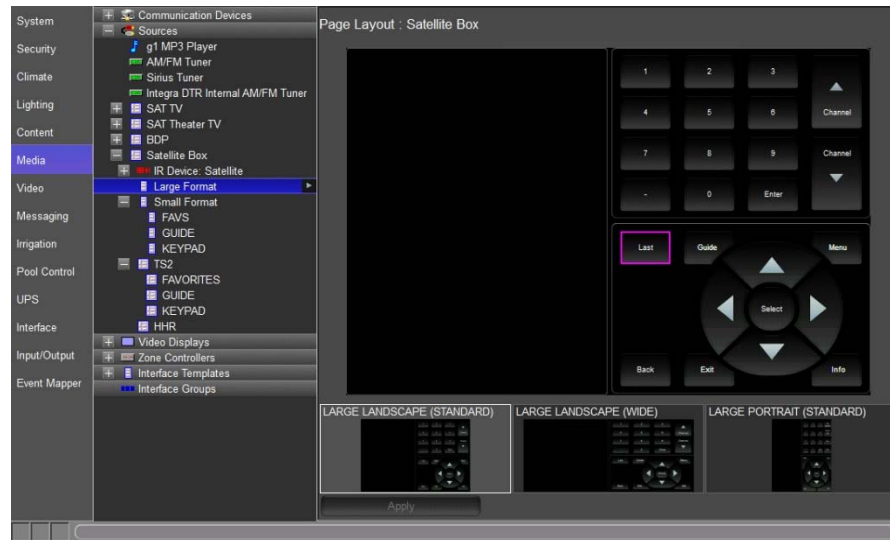 System
Security
Climate
Lighting
Content
Media
Video
Messaging
Irrigation
Pool Control
UPS
Interface
Input/Output
Event Mapper
Communication Devices
Sources
g1 MP3 Player
AM/FM Tuner
Sirius Tuner
Integra DTR Internal AM/FM Tuner
SAT TV
SAT Theater TV
BDP
Satellite Box
IR Device: Satellite
Large Format
Small Format
FAVS
GUIDE
KEYPAD
TS2
FAVORITES
GUIDE
KEYPAD
HHR
Video Displays
Zone Controllers
Interface Templates
Interface Groups
Page Layout : Satellite Box
1 2 3
Channel
4 5 6
7 8 9
Channel
- 0 Enter
Last Guide Menu
Select
Back Exit Info
LARGE LANDSCAPE (STANDARD)
LARGE LANDSCAPE (WIDE)
LARGE PORTRAIT (STANDARD)
Apply